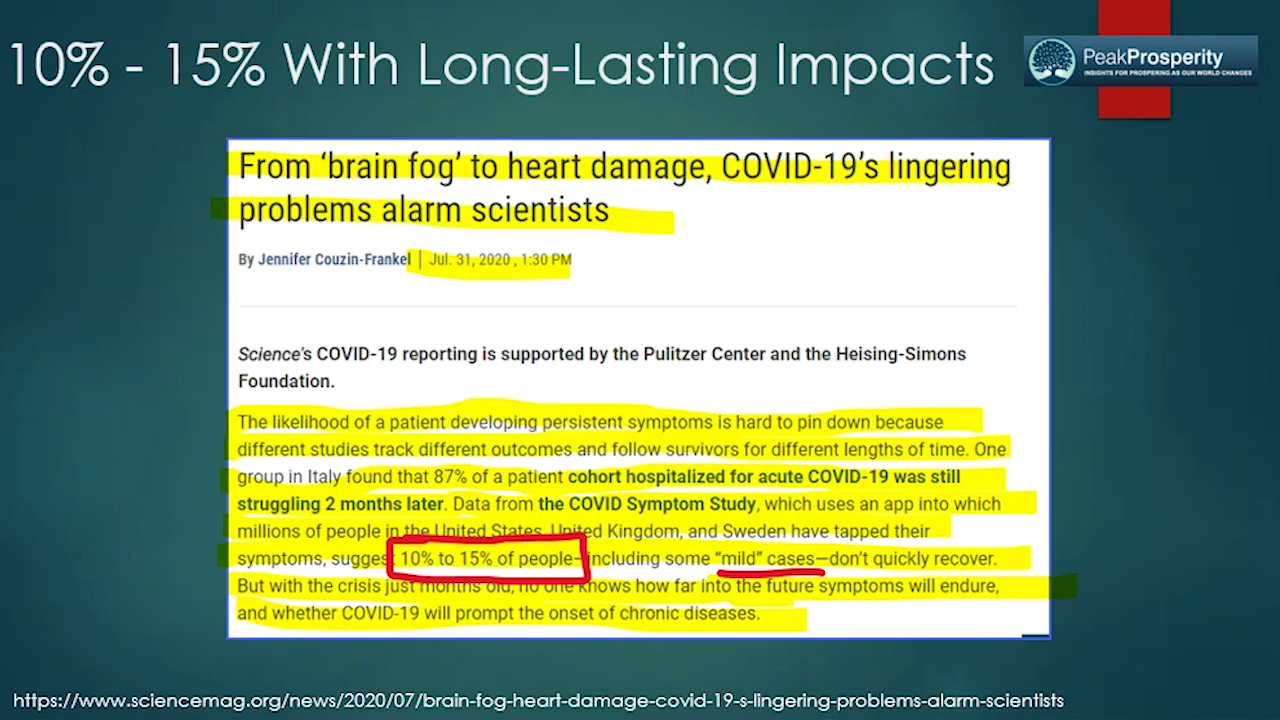 10% - 15% With Long-Lasting Impacts
PeakProsperity
INSIGHTS FOR PROSPERING AS OUR WORLD CHANGES
From ‘brain fog’ to heart damage, COVID-19’s lingering
problems alarm scientists
By Jennifer Couzin-Frankel | Jul. 31, 2020 , 1:30 PM
Science’s COVID-19 reporting is supported by the Pulitzer Center and the Heising-Simons
Foundation.
The likelihood of a patient developing persistent symptoms is hard to pin down because
different studies track different outcomes and follow survivors for different lengths of time. One
group in Italy found that 87% of a patient cohort hospitalized for acute COVID-19 was still
struggling 2 months later. Data from the COVID Symptom Study, which uses an app into which
millions of people in the United States, United Kingdom, and Sweden have tapped their
symptoms, suggest 10% to 15% of people—including some “mild” cases—don’t quickly recover.
But with the crisis just months old, no one knows how far into the future symptoms will endure,
and whether COVID-19 will prompt the onset of chronic diseases.
https://www.sciencemag.org/news/2020/07/brain-fog-heart-damage-covid-19-s-lingering-problems-alarm-scientists